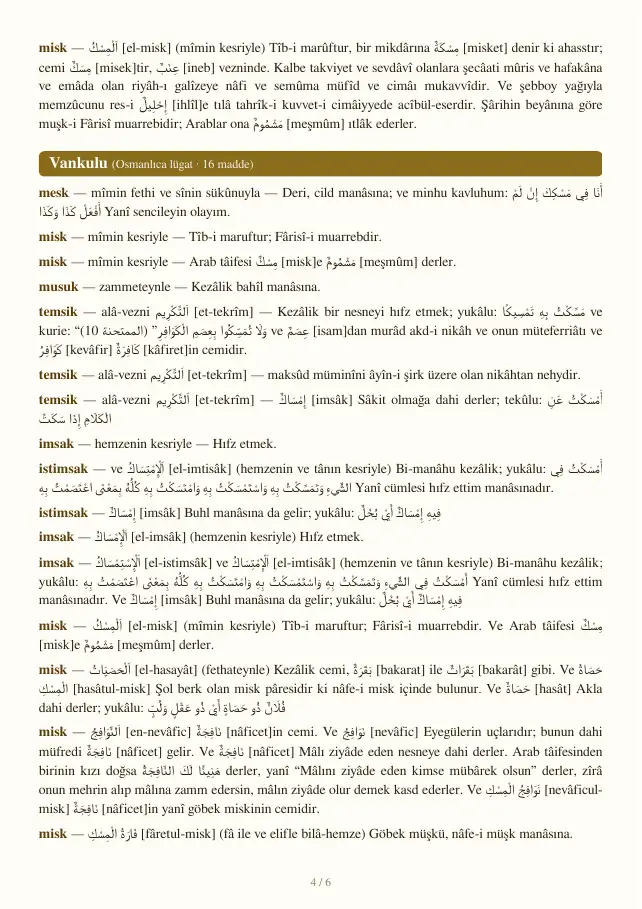 misk — اَلْمِسْكُ [el-misk] (mîmin kesriyle) Tîb-i marûftur, bir mikdârına مِسْكَةٌ [misket] denir ki ahasstır;
cemi مِسَكٌ [misek]tir, عِنَبٌ [ineb] vezninde. Kalbe takviyet ve sevdâvî olanlara şecâati mûris ve hafakâna
ve emâda olan riyâh-ı galîzeye nâfi ve semûma müfîd ve cimâı mukavvîdir. Ve şebboy yağıyla
memzûcunu res-i إِحْلِيلٌ [ihlîl]e tılâ tahrîk-i kuvvet-i cimâiyyede acîbül-eserdir. Şârihin beyânına göre
muşk-i Fârisî muarrebidir; Arablar ona مَشْمُومٌ [meşmûm] ıtlâk ederler.
Vankulu (Osmanlıca lügat · 16 madde)
mesk — mîmin fethi ve sînin sükûnuyla — Deri, cild manâsına; ve minhu kavluhum: أَنَا فِي مَسْكِكَ إِنْ لَمْ
أَفْعَلْ كَذَا وَكَذَا Yanî sencileyin olayım.
misk — mîmin kesriyle — Tîb-i maruftur; Fârisî-i muarrebdir.
misk — mîmin kesriyle — Arab tâifesi مِسْكٌ [misk]e مَشْمُومٌ [meşmûm] derler.
musuk — zammeteynle — Kezâlik bahîl manâsına.
temsik — alâ-vezni اَلتَّكْرِيم [et-tekrîm] — Kezâlik bir nesneyi hıfz etmek; yukâlu: مَسَّكْتُ بِهِ تَمْسِيكًا ve
kurie: “وَلَا تُمَسِّكُوا بِعِصَمِ الْكَوَافِرِ” (الممتحنة 10) ve عِصَمٌ [isam]dan murâd akd-i nikâh ve onun müteferriâtı ve
كَوَافِرُ [kevâfir] كَافِرَةٌ [kâfiret]in cemidir.
temsik — alâ-vezni اَلتَّكْرِيم [et-tekrîm] — maksûd müminîni âyîn-i şirk üzere olan nikâhtan nehydir.
temsik — alâ-vezni اَلتَّكْرِيم [et-tekrîm] — إِمْسَاكٌ [imsâk] Sâkit olmağa dahi derler; tekûlu: أَمْسَكْتُ عَنِ
الْكَلَامِ إِذَا سَكَتَّ
imsak — hemzenin kesriyle — Hıfz etmek.
istimsak — ve اَلْاِمْتِسَاكُ [el-imtisâk] (hemzenin ve tânın kesriyle) Bi-manâhu kezâlik; yukâlu: أَمْسَكْتُ فِي
الشَّيْءِ وَتَمَسَّكْتُ بِهِ وَاسْتَمْسَكْتُ بِهِ وَامْتَسَكْتُ بِهِ كُلُّهُ بِمَعْنَى اعْتَصَمْتُ بِهِ Yanî cümlesi hıfz ettim manâsınadır.
istimsak — إِمْسَاكٌ [imsâk] Buhl manâsına da gelir; yukâlu: فِيهِ إِمْسَاكٌ أَيْ بُخْلٌ
imsak — اَلْإِمْسَاكُ [el-imsâk] (hemzenin kesriyle) Hıfz etmek.
imsak — اَلْاِسْتِمْسَاكُ [el-istimsâk] ve اَلْاِمْتِسَاكُ [el-imtisâk] (hemzenin ve tânın kesriyle) Bi-manâhu kezâlik;
yukâlu: أَمْسَكْتُ فِي الشَّيْءِ وَتَمَسَّكْتُ بِهِ وَاسْتَمْسَكْتُ بِهِ وَامْتَسَكْتُ بِهِ كُلُّهُ بِمَعْنَى اعْتَصَمْتُ بِهِ Yanî cümlesi hıfz ettim
manâsınadır. Ve إِمْسَاكٌ [imsâk] Buhl manâsına da gelir; yukâlu: فِيهِ إِمْسَاكٌ أَيْ بُخْلٌ
misk — اَلْمِسْكُ [el-misk] (mîmin kesriyle) Tîb-i maruftur; Fârisî-i muarrebdir. Ve Arab tâifesi مِسْكٌ
[misk]e مَشْمُومٌ [meşmûm] derler.
misk — اَلْحَصَيَاتُ [el-hasayât] (fethateynle) Kezâlik cemi, بَقَرَةٌ [bakarat] ile بَقَرَاتٌ [bakarât] gibi. Ve حَصَاةُ
الْمِسْكِ [hasâtul-misk] Şol berk olan misk pâresidir ki nâfe-i misk içinde bulunur. Ve حَصَاةٌ [hasât] Akla
dahi derler; yukâlu: فُلَانٌ ذُو حَصَاةٍ أَيْ ذُو عَقْلٍ وَلُبٍّ
misk — اَلنَّوَافِجُ [en-nevâfic] نَافِجَةٌ [nâficet]in cemi. Ve نَوَافِجُ [nevâfic] Eyegülerin uçlarıdır; bunun dahi
müfredi نَافِجَةٌ [nâficet] gelir. Ve نَافِجَةٌ [nâficet] Mâlı ziyâde eden nesneye dahi derler. Arab tâifesinden
birinin kızı doğsa هَنِيئًا لَكَ النَّافِجَةُ derler, yanî “Mâlını ziyâde eden kimse mübârek olsun” derler, zîrâ
onun mehrin alıp mâlına zamm edersin, mâlın ziyâde olur demek kasd ederler. Ve نَوَافِجُ الْمِسْكِ [nevâficul-
misk] نَافِجَةٌ [nâficet]in yanî göbek miskinin cemidir.
misk — فَارَةُ الْمِسْكِ [fâretul-misk] (fâ ile ve elifle bilâ-hemze) Göbek müşkü, nâfe-i müşk manâsına.
4 / 6